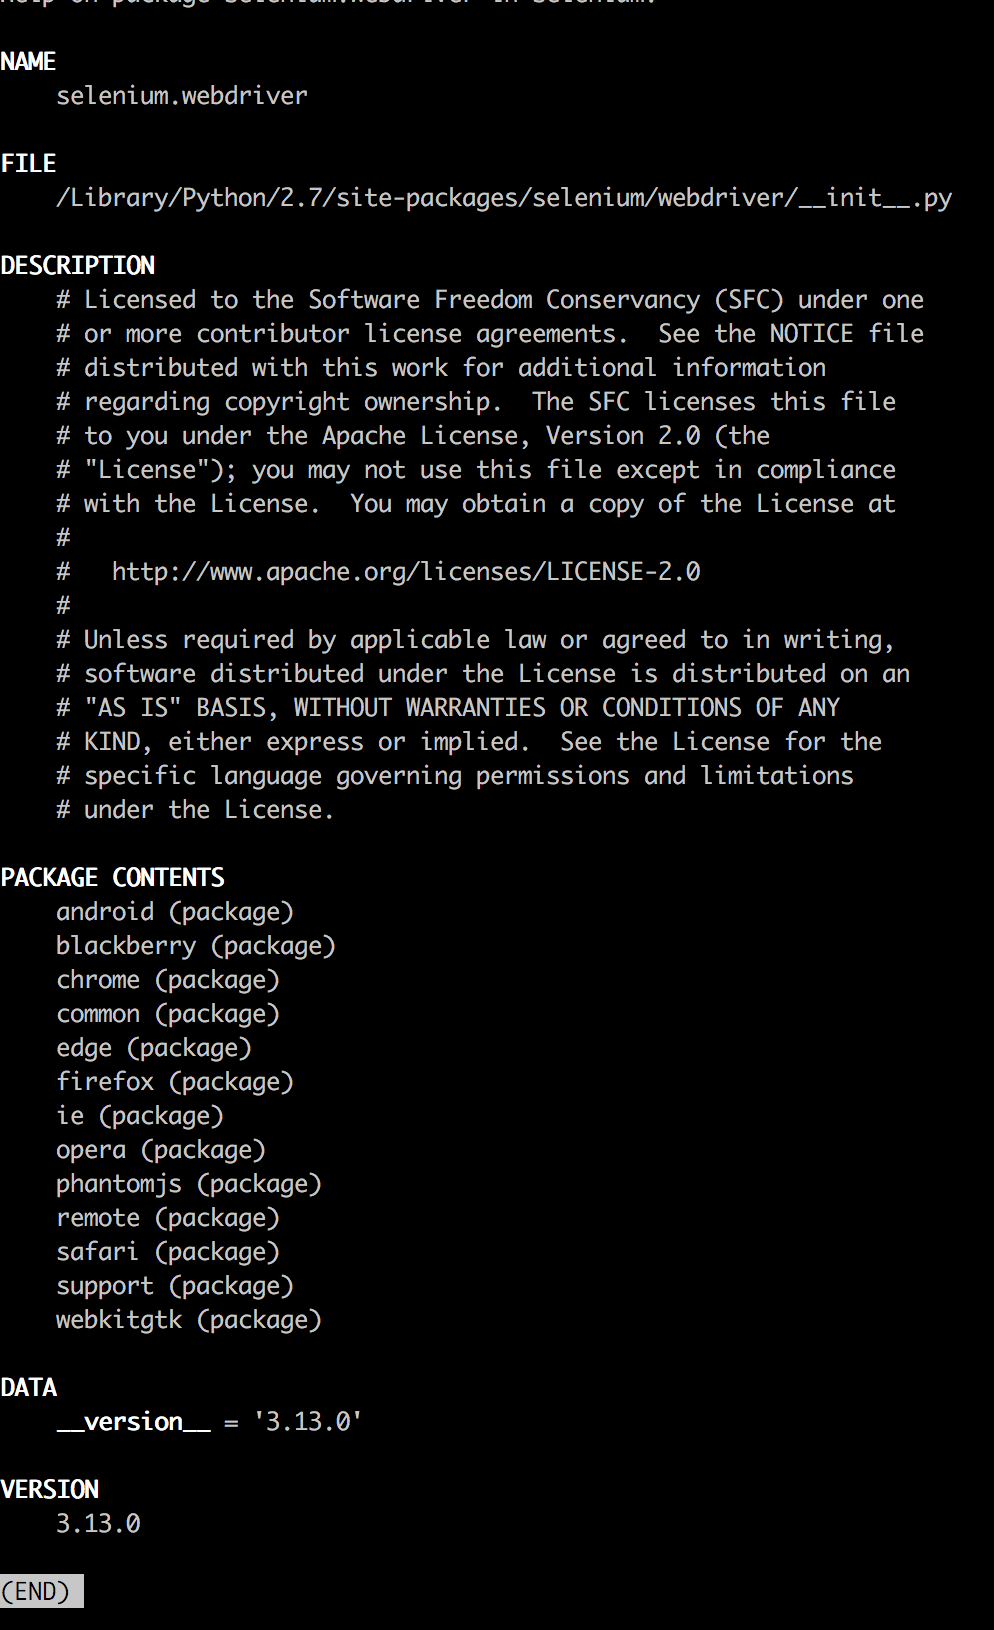 Help on package selenium.webdriver in selenium:
NAME
selenium.webdriver
FILE
/Library/Python/2.7/site-packages/selenium/webdriver/__init__.py
DESCRIPTION
# Licensed to the Software Freedom Conservancy (SFC) under one
# or more contributor license agreements.  See the NOTICE file
# distributed with this work for additional information
# regarding copyright ownership.  The SFC licenses this file
# to you under the Apache License, Version 2.0 (the
# "License"); you may not use this file except in compliance
# with the License.  You may obtain a copy of the License at
#
#   http://www.apache.org/licenses/LICENSE-2.0
#
# Unless required by applicable law or agreed to in writing,
# software distributed under the License is distributed on an
# "AS IS" BASIS, WITHOUT WARRANTIES OR CONDITIONS OF ANY
# KIND, either express or implied.  See the License for the
# specific language governing permissions and limitations
# under the License.
PACKAGE CONTENTS
android (package)
blackberry (package)
chrome (package)
common (package)
edge (package)
firefox (package)
ie (package)
opera (package)
phantomjs (package)
remote (package)
safari (package)
support (package)
webkitgtk (package)
DATA
__version__ = '3.13.0'
VERSION
3.13.0
(END)